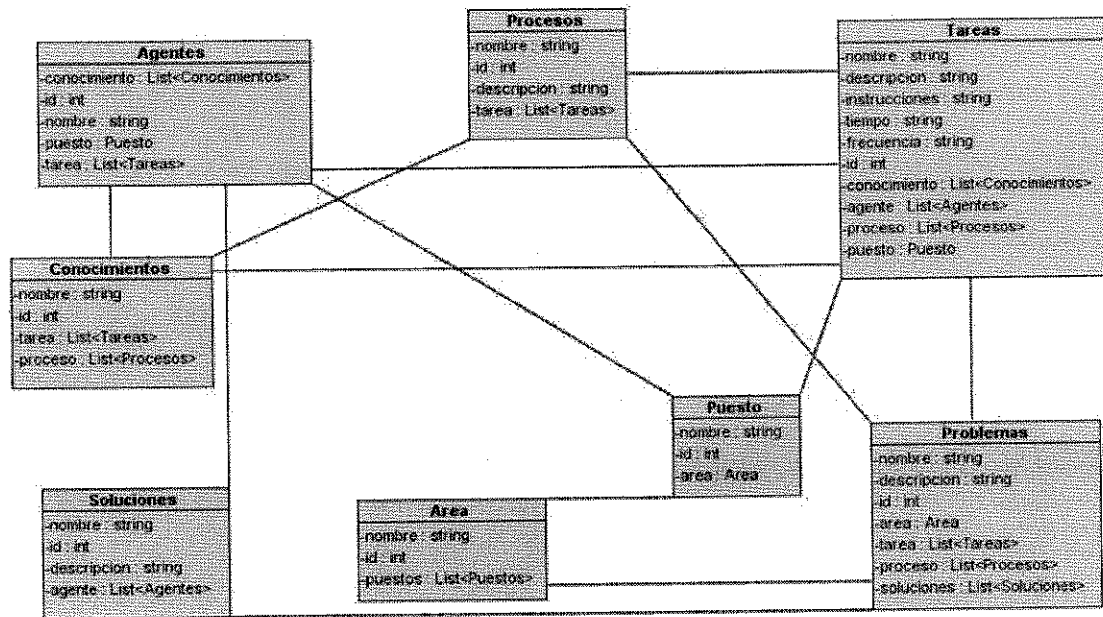 Procesos
-nombre : string
-id : int
-descripcion : string
-tarea : List<Tareas>
Agentes
-conocimiento : List<Conocimientos>
-id : int
-nombre : string
-puesto : Puesto
-tarea : List<Tareas>
Tareas
-nombre : string
-descripcion : string
-instrucciones : string
-tiempo : string
-frecuencia : string
-id : int
-conocimiento : List<Conocimientos>
-agente : List<Agentes>
-proceso : List<Procesos>
-puesto : Puesto
Conocimientos
-nombre : string
-id : int
-tarea : List<Tareas>
-proceso : List<Procesos>
Puesto
-nombre : string
-id : int
-area : Area
Problemas
-nombre : string
-descripcion : string
-id : int
-area : Area
-tarea : List<Tareas>
-proceso : List<Procesos>
-soluciones : List<Soluciones>
Soluciones
-nombre : string
-id : int
-descripcion : string
-agente : List<Agentes>
Area
-nombre : string
-id : int
-puestos : List<Puestos>